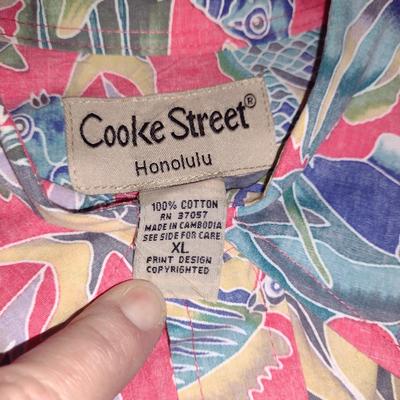 Cooke Street®
Honolulu
100% COTTON
RN 37057
MADE IN CAMBODIA
SEE SIDE FOR CARE
XL
PRINT DESIGN
COPYRIGHTED